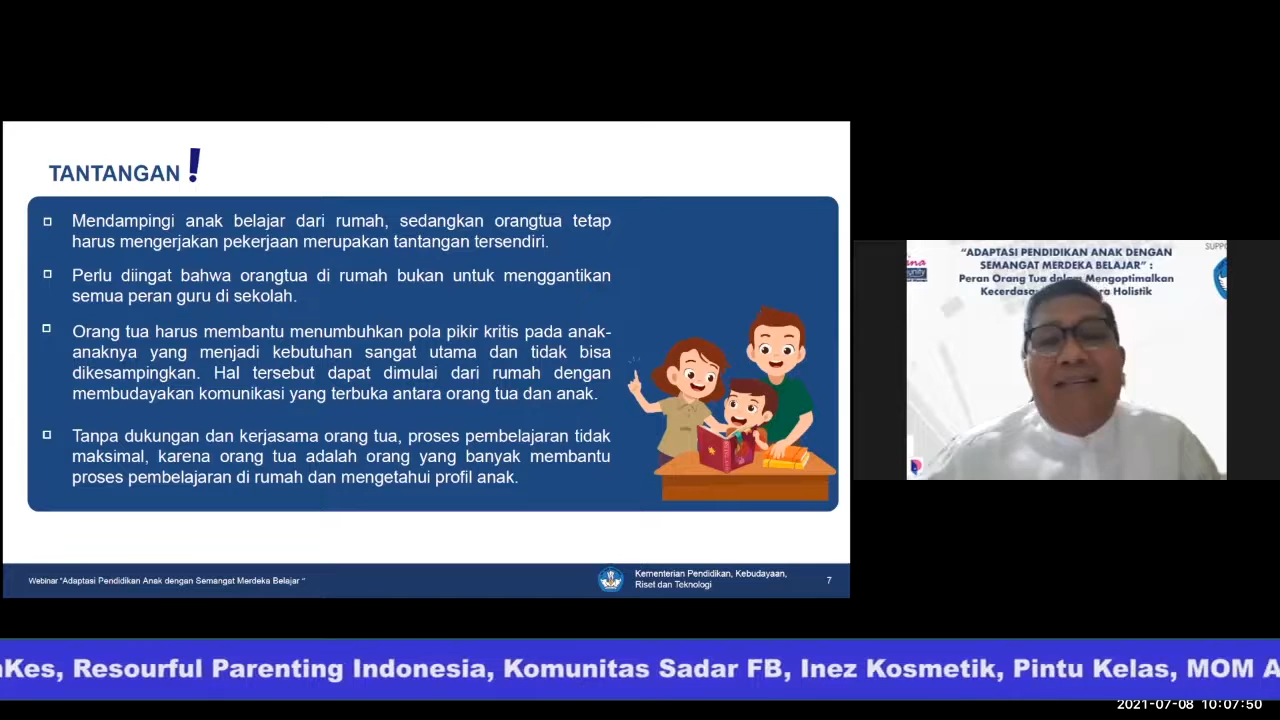 TANTANGAN!
Mendampingi anak belajar dari rumah, sedangkan orangtua tetap
harus mengerjakan pekerjaan merupakan tantangan tersendiri.
Perlu diingat bahwa orangtua di rumah bukan untuk menggantikan
semua peran guru di sekolah.
Orang tua harus membantu menumbuhkan pola pikir kritis pada anak-
anaknya yang menjadi kebutuhan sangat utama dan tidak bisa
dikesampingkan. Hal tersebut dapat dimulai dari rumah dengan
membudayakan komunikasi yang terbuka antara orang tua dan anak.
Tanpa dukungan dan kerjasama orang tua, proses pembelajaran tidak
maksimal, karena orang tua adalah orang yang banyak membantu
proses pembelajaran di rumah dan mengetahui profil anak.
Webinar "Adaptasi Pendidikan Anak dengan Semangat Merdeka Belajar "
Kementerian Pendidikan, Kebudayaan,
Riset dan Teknologi
7
"ADAPTASI PENDIDIKAN ANAK DENGAN
SEMANGAT MERDEKA BELAJAR" :
Peran Orang Tua dalam Mengoptimalkan
Holistik
Resourful Parenting Indonesia, Komunitas Sadar FB, Inez Kosmetik, Pintu Kelas, MOM
2021-07-08 10:07:50